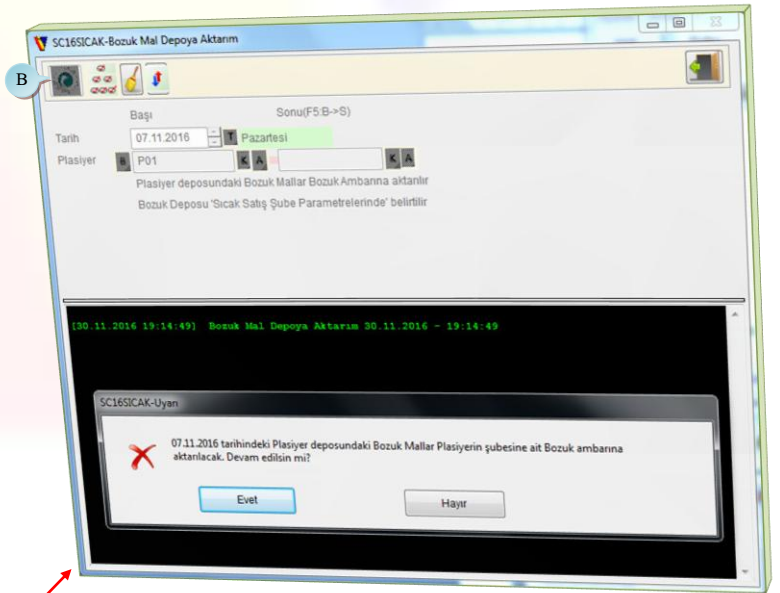 SC16SICAK-Bozuk Mal Depoya Aktarım
B
Başı Sonu(F5:B->S)
Tarih 07.11.2016 T Pazartesi
Plasiyer B P01 K A K A
Plasiyer deposundaki Bozuk Mallar Bozuk Ambarına aktarılır
Bozuk Deposu 'Sıcak Satış Şube Parametrelerinde' belirtilir
[30.11.2016 19:14:49] Bozuk Mal Depoya Aktarım 30.11.2016 - 19:14:49
SC16SICAK-Uyarı
07.11.2016 tarihindeki Plasiyer deposundaki Bozuk Mallar Plasiyerin şubesine ait Bozuk ambarına
aktarılacak. Devam edilsin mi?
Evet Hayır